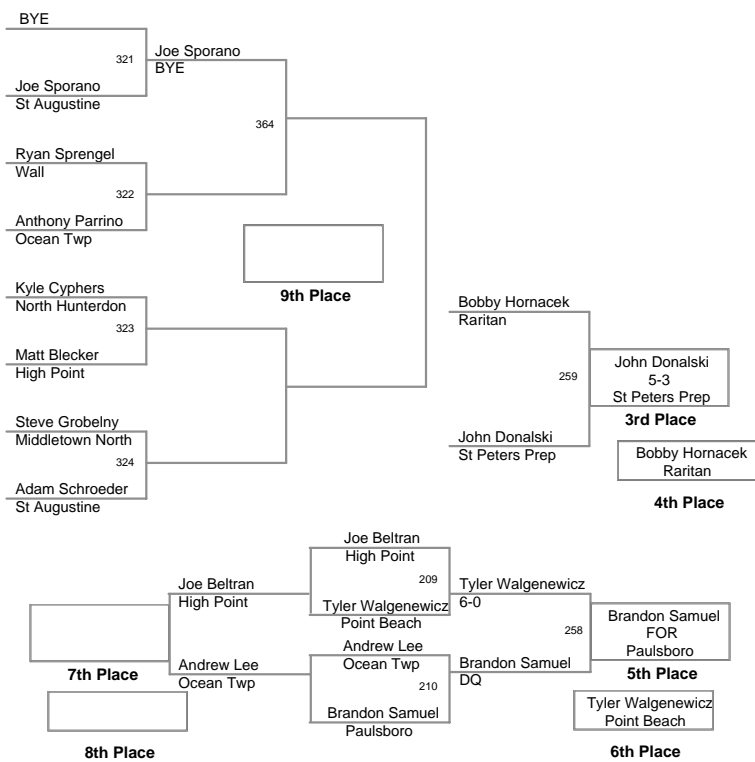 BYE
321
Joe Sporano
St Augustine
Joe Sporano
BYE
364
Ryan Sprengel
Wall
322
Anthony Parrino
Ocean Twp
9th Place
Kyle Cyphers
North Hunterdon
323
Matt Blecker
High Point
Steve Grobelny
Middletown North
324
Adam Schroeder
St Augustine
Bobby Hornacek
Raritan
259
John Donalski
St Peters Prep
John Donalski
5-3
St Peters Prep
3rd Place
Bobby Hornacek
Raritan
4th Place
Joe Beltran
High Point
209
Tyler Walgenewicz
Point Beach
Joe Beltran
High Point
Tyler Walgenewicz
6-0
258
7th Place
Andrew Lee
Ocean Twp
Andrew Lee
Ocean Twp
210
Brandon Samuel
Paulsboro
Brandon Samuel
DQ
Brandon Samuel
FOR
Paulsboro
5th Place
8th Place
Tyler Walgenewicz
Point Beach
6th Place